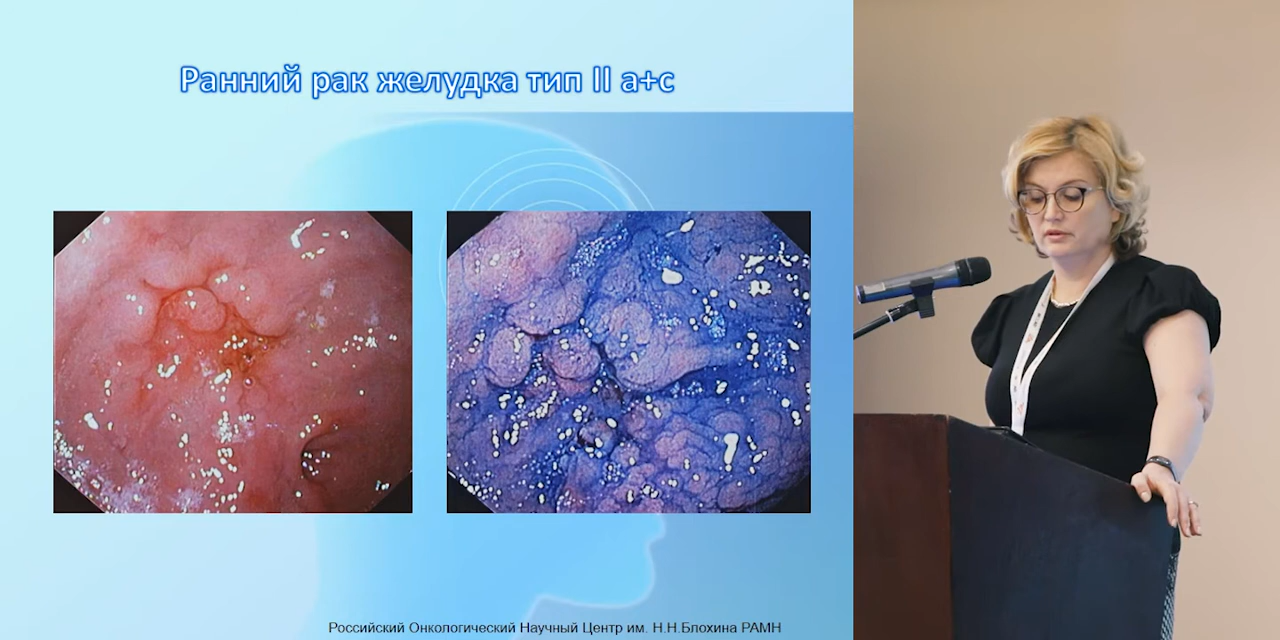 Ранний рак желудка тип II а+с
Российский Онкологический Научный Центр им. Н.Н.Блохина РАМН